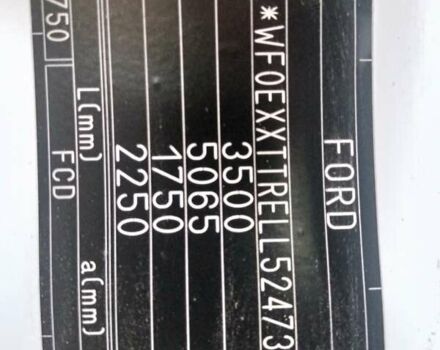 FORD
*WF0EXXTTRELL52473
3500
5065
1750
2250
L(mm) a(mm)
750 FCD